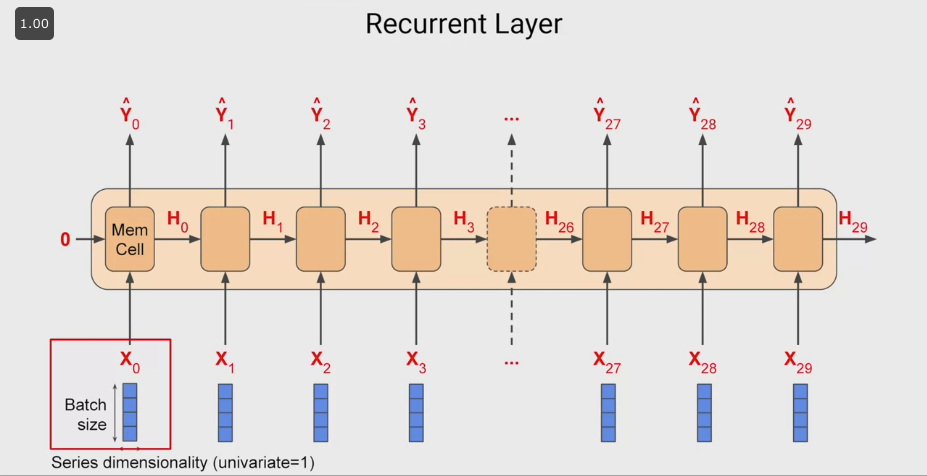 1.00
Recurrent Layer
Ŷ0 Ŷ1 Ŷ2 Ŷ3 ... Ŷ27 Ŷ28 Ŷ29
H0 H1 H2 H3 H26 H27 H28 H29
0 Mem
Cell
X0 X1 X2 X3 ... X27 X28 X29
Batch
size
Series dimensionality (univariate=1)